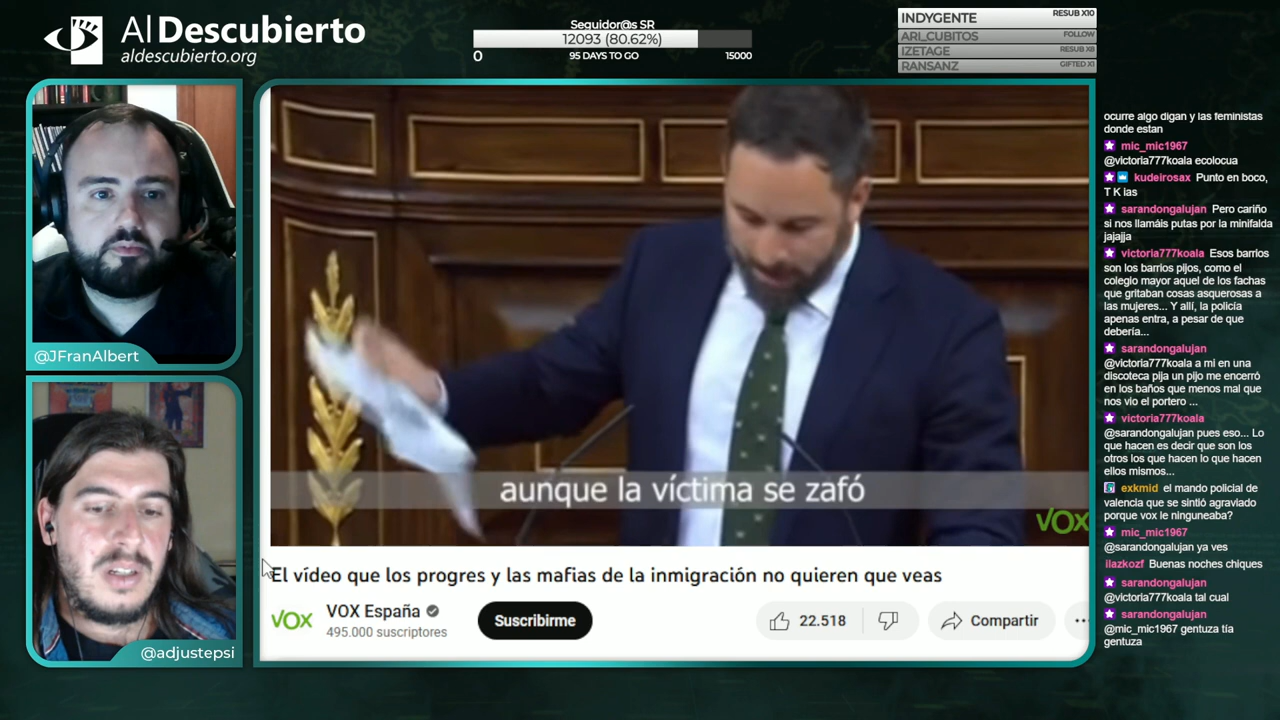 Al Descubierto
aldescubierto.org
Seguidor@s SR
12093 (80.62%)
0
95 DAYS TO GO
15000
INDYGENTE
RESUB X10
ARI_CUBITOS
FOLLOW
IZETAGE
RESUB X8
RANSANZ
GIFTED X1
@JFranAlbert
@adjustepsi
aunque la víctima se zafó
VOX
El vídeo que los progres y las mafias de la inmigración no quieren que veas
VOX
VOX España
495.000 suscriptores
Suscribirme
22.518
Compartir
ocurre algo digan y las feministas
donde estan
mic_mic1967
@victoria777koala ecolocua
kudeirosax Punto en boco,
T K ias
sarandongalujan Pero cariño
si nos llamáis putas por la minifalda
jajajja
victoria777koala Esos barrios
son los barrios pijos, como el
colegio mayor aquel de los fachas
que gritaban cosas asquerosas a
las mujeres... Y allí, la policía
apenas entra, a pesar de que
debería...
sarandongalujan
@victoria777koala a mi en una
discoteca pija un pijo me encerró
en los baños que menos mal que
nos vio el portero ...
victoria777koala
@sarandongalujan pues eso... Lo
que hacen es decir que son los
otros los que hacen lo que hacen
ellos mismos...
exkmid el mando policial de
valencia que se sintió agraviado
porque vox le ninguneaba?
mic_mic1967
@sarandongalujan ya ves
ilazkozf Buenas noches chiques
sarandongalujan
@victoria777koala tal cual
sarandongalujan
@mic_mic1967 gentuza tía
gentuza